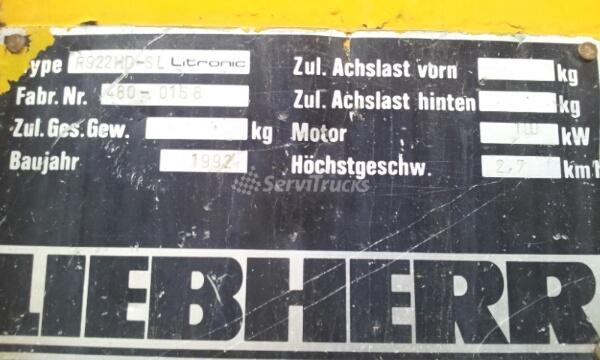 Type R922HD-SL Litronic
Fabr. Nr. 480-0158
Zul. Ges. Gew. kg
Baujahr 1992
Zul. Achslast vorn kg
Zul. Achslast hinten kg
Motor kW
Höchstgeschw. 2,7 km/h
ServiTrucks
LIEBHERR